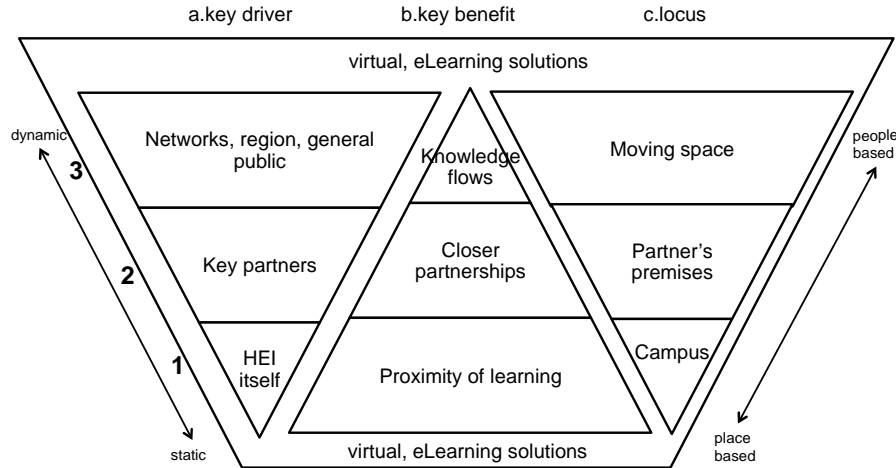 a.key driver
b.key benefit
c.locus
virtual, eLearning solutions
dynamic
people
based
3
Networks, region, general
public
Knowledge
flows
Moving space
2
Key partners
Closer
partnerships
Partner's
premises
1
HEI
itself
Proximity of learning
Campus
static
virtual, eLearning solutions
place
based